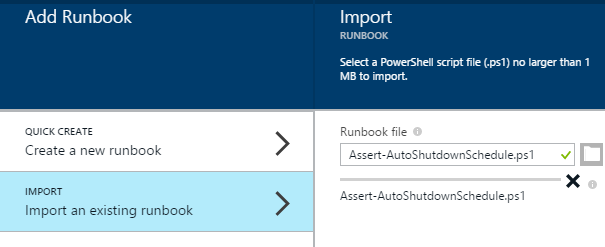 Add Runbook
QUICK CREATE
Create a new runbook
IMPORT
Import an existing runbook
Import
RUNBOOK
Select a PowerShell script file (.ps1) no larger than 1
MB to import.
Runbook file
Assert-AutoShutdownSchedule.ps1
Assert-AutoShutdownSchedule.ps1